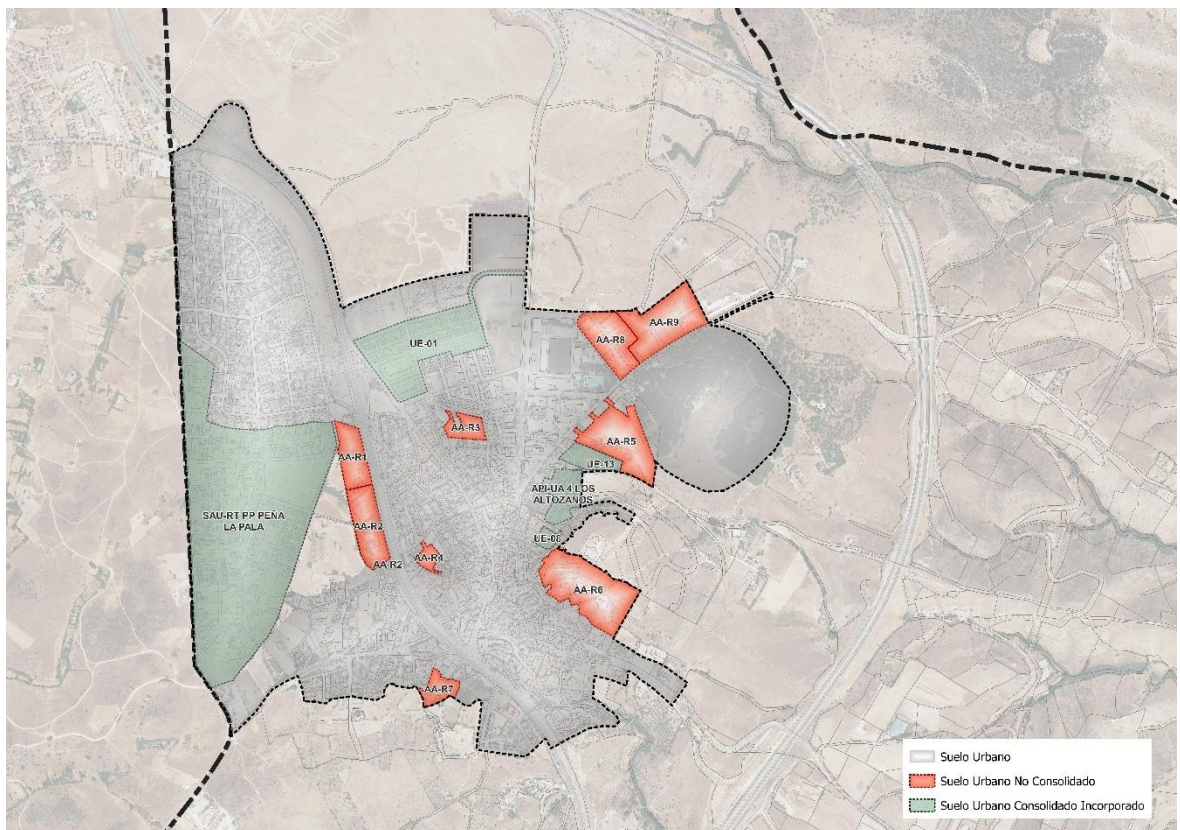 AA-R9
AA-R8
UE-01
AA-R3
AA-R5
AA-R1
UE-13
API-UA 4 LOS
ALTOZANOS
SAU-RT PP PEÑA
LA PALA
AA-R2
UE-08
AA-R4
AA-R2
AA-R6
AA-R7
Suelo Urbano
Suelo Urbano No Consolidado
Suelo Urbano Consolidado Incorporado